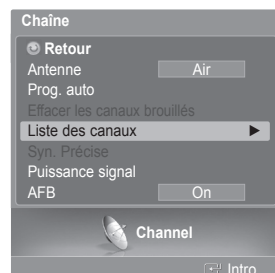 Chaîne
Retour
Antenne Air
Prog. auto
Effacer les canaux brouillés
Liste des canaux ►
Syn. Précise
Puissance signal
AFB On
Channel
Intro